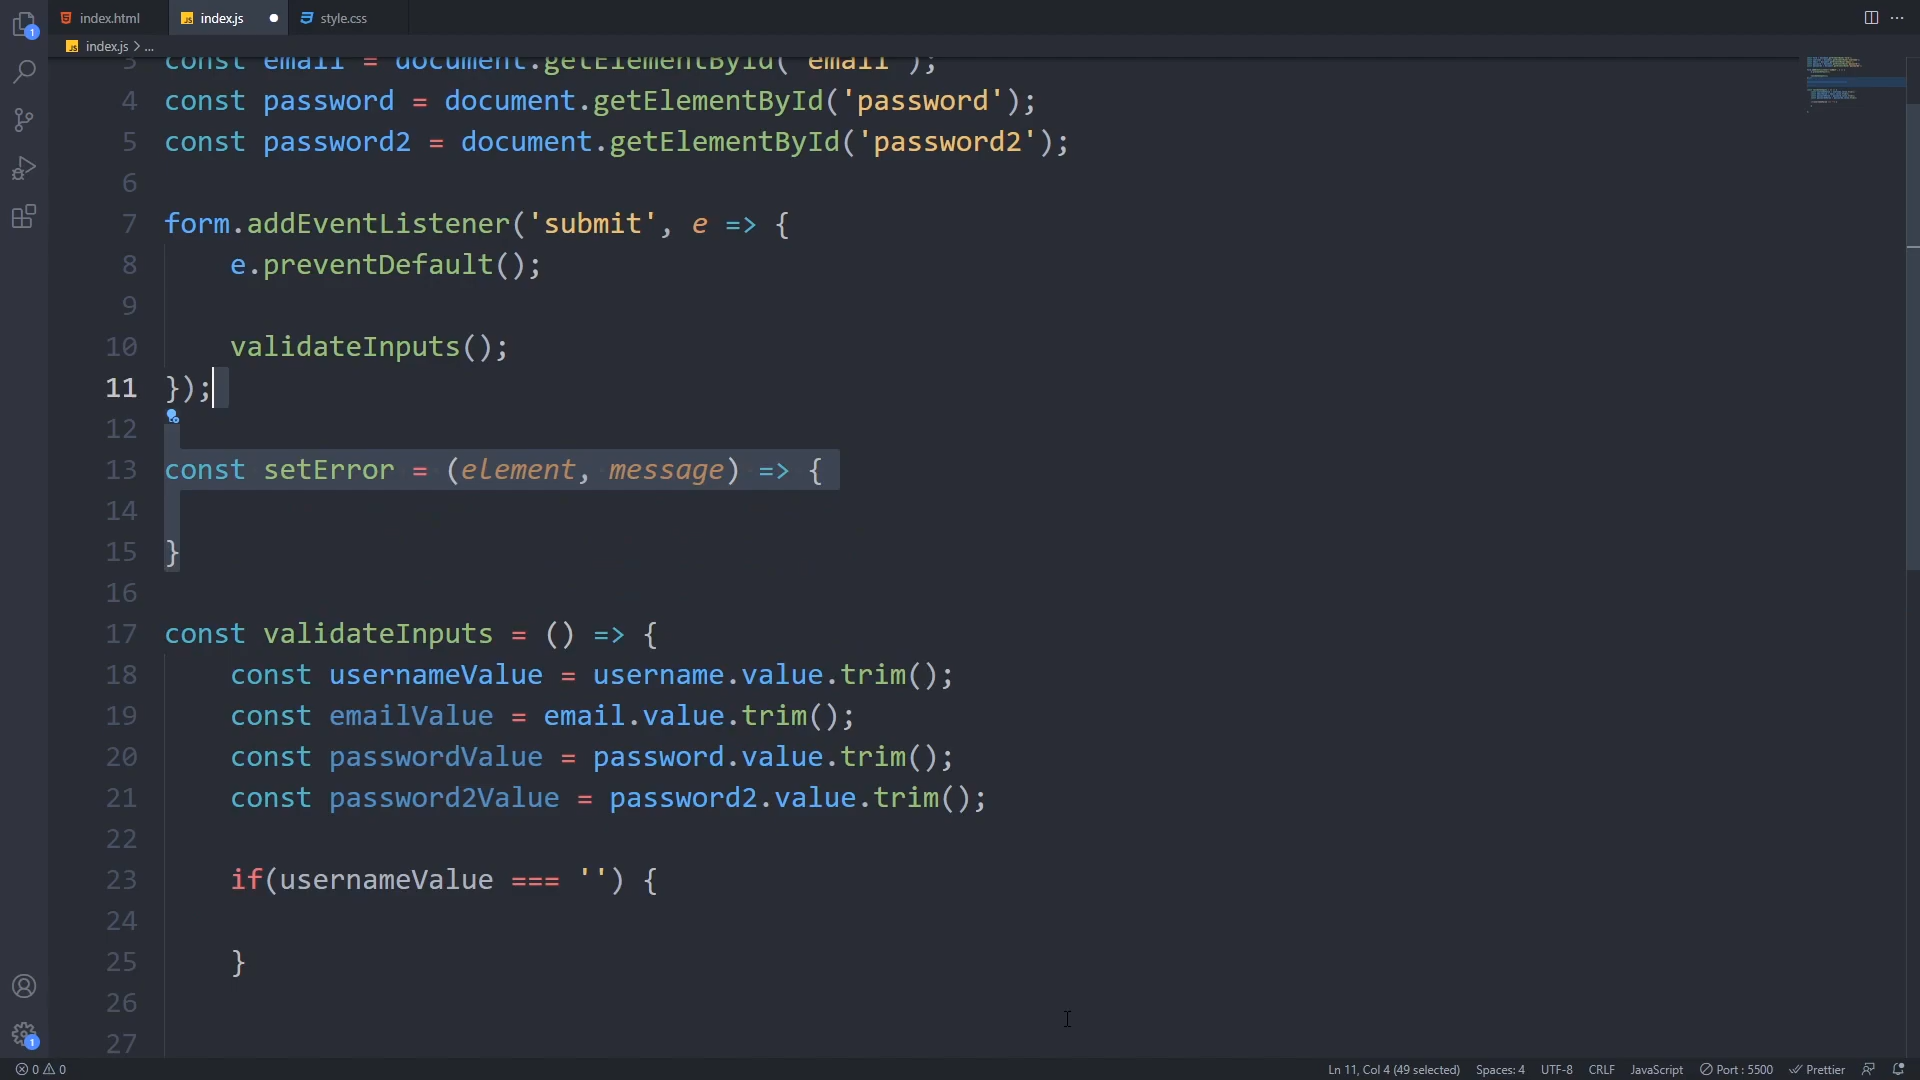 index.html
index.js
style.css
index.js > ...
3 const email = document.getElementById('email');
4 const password = document.getElementById('password');
5 const password2 = document.getElementById('password2');
6
7 form.addEventListener('submit', e => {
8 e.preventDefault();
9
10 validateInputs();
11 });
12
13 const setError = (element, message) => {
14
15 }
16
17 const validateInputs = () => {
18 const usernameValue = username.value.trim();
19 const emailValue = email.value.trim();
20 const passwordValue = password.value.trim();
21 const password2Value = password2.value.trim();
22
23 if(usernameValue === '') {
24
25 }
26
27
1
1
0 0 Ln 11, Col 4 (49 selected) Spaces: 4 UTF-8 CRLF JavaScript Port : 5500 Prettier